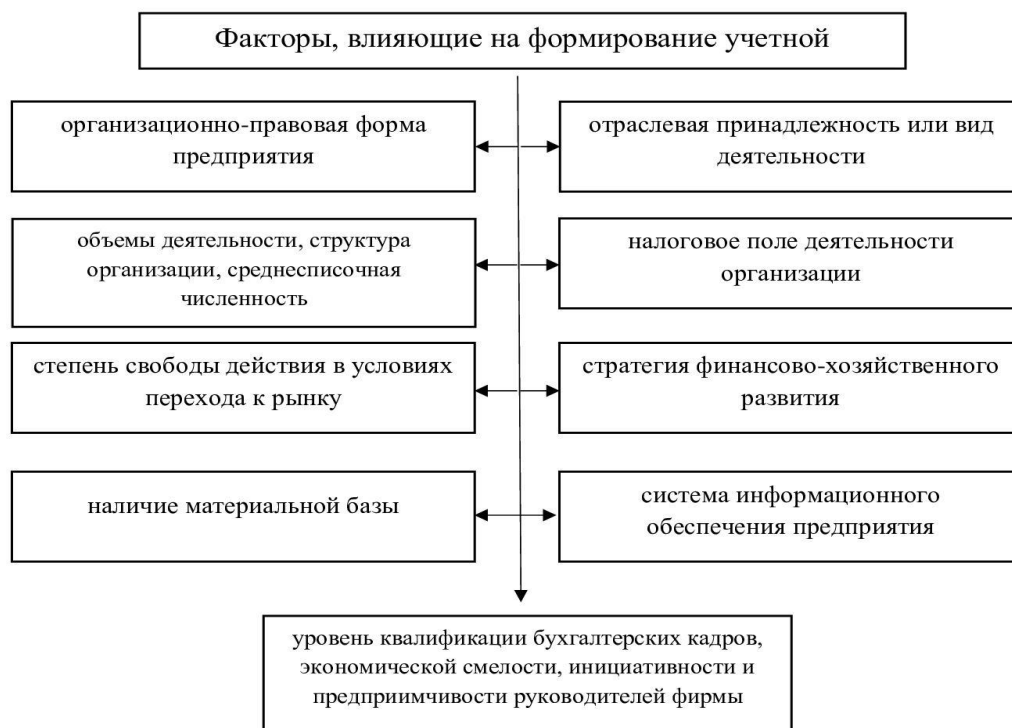 Факторы, влияющие на формирование учетной
организационно-правовая форма
предприятия
отраслевая принадлежность или вид
деятельности
объемы деятельности, структура
организации, среднесписочная
численность
налоговое поле деятельности
организации
степень свободы действия в условиях
перехода к рынку
стратегия финансово-хозяйственного
развития
наличие материальной базы
система информационного
обеспечения предприятия
уровень квалификации бухгалтерских кадров,
экономической смелости, инициативности и
предприимчивости руководителей фирмы